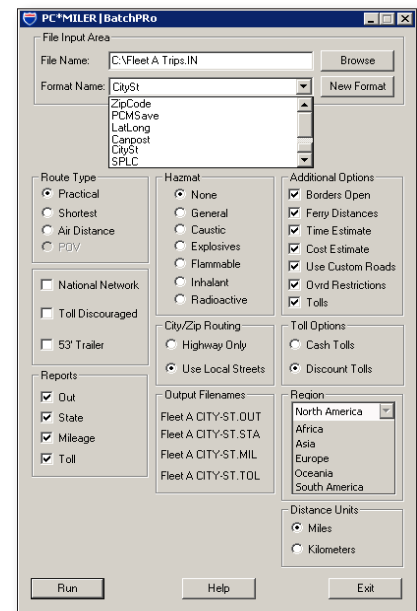 PC*MILER|BatchPRo
File Input Area
File Name: C:\Fleet A Trips.IN Browse
Format Name: CitySt New Format
ZipCode
PCMSave
LatLong
Canpost
CitySt
SPLC
Route Type
Practical
Shortest
Air Distance
POV
National Network
Toll Discouraged
53' Trailer
Reports
Out
State
Mileage
Toll
Hazmat
None
General
Caustic
Explosives
Flammable
Inhalant
Radioactive
City/Zip Routing
Highway Only
Use Local Streets
Output Filenames
Fleet A CITY-ST.OUT
Fleet A CITY-ST.STA
Fleet A CITY-ST.MIL
Fleet A CITY-ST.TOL
Additional Options
Borders Open
Ferry Distances
Time Estimate
Cost Estimate
Use Custom Roads
Ovrd Restrictions
Tolls
Toll Options
Cash Tolls
Discount Tolls
Region
North America
Africa
Asia
Europe
Oceania
South America
Distance Units
Miles
Kilometers
Run Help Exit